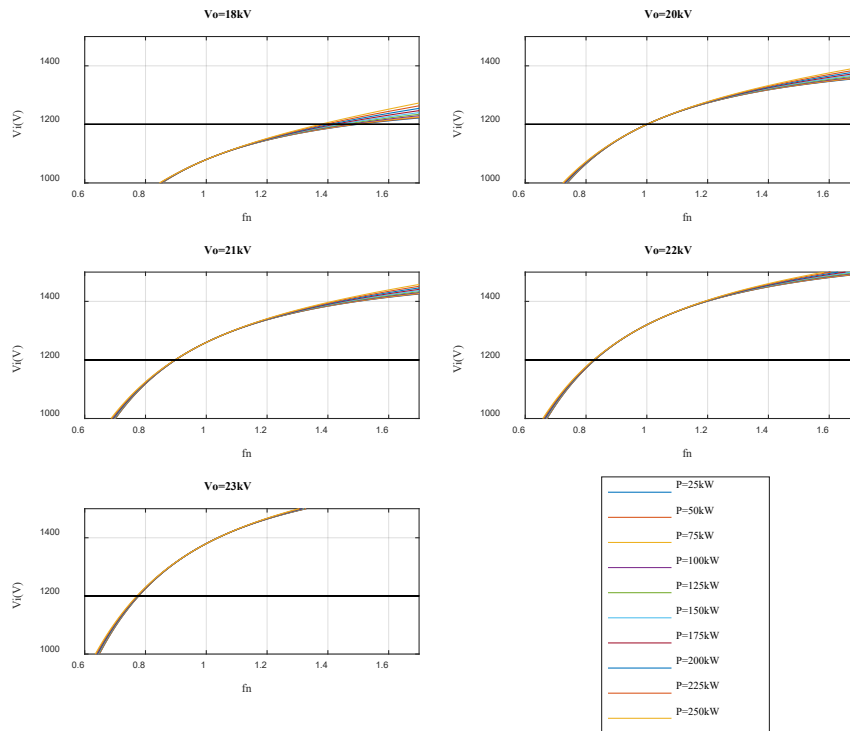 Vo=18kV
1400
1200
1000
Vi(V)
0.6 0.8 1 1.2 1.4 1.6
fn
Vo=20kV
1400
1200
1000
Vi(V)
0.6 0.8 1 1.2 1.4 1.6
fn
Vo=21kV
1400
1200
1000
Vi(V)
0.6 0.8 1 1.2 1.4 1.6
fn
Vo=22kV
1400
1200
1000
Vi(V)
0.6 0.8 1 1.2 1.4 1.6
fn
Vo=23kV
1400
1200
1000
Vi(V)
0.6 0.8 1 1.2 1.4 1.6
fn
P=25kW
P=50kW
P=75kW
P=100kW
P=125kW
P=150kW
P=175kW
P=200kW
P=225kW
P=250kW